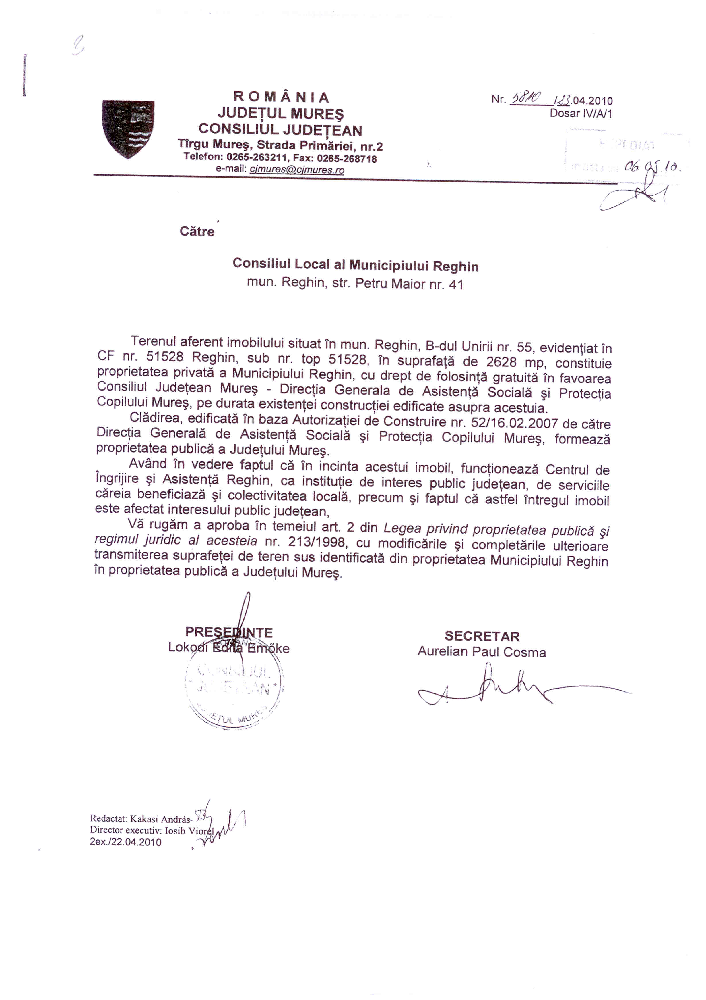 R O M Â N I A
JUDEŢUL MUREŞ
CONSILIUL JUDEŢEAN
Tîrgu Mureş, Strada Primăriei, nr.2
Telefon: 0265-263211, Fax: 0265-268718
e-mail: cjmures@cjmures.ro
Nr. 5810 /23.04.2010
Dosar IV/A/1
06 05 10.
Către
Consiliul Local al Municipiului Reghin
mun. Reghin, str. Petru Maior nr. 41
Terenul aferent imobilului situat în mun. Reghin, B-dul Unirii nr. 55, evidenţiat în
CF nr. 51528 Reghin, sub nr. top 51528, în suprafaţă de 2628 mp, constituie
proprietatea privată a Municipiului Reghin, cu drept de folosinţă gratuită în favoarea
Consiliul Judeţean Mureş - Direcţia Generala de Asistenţă Socială şi Protecţia
Copilului Mureş, pe durata existenţei construcţiei edificate asupra acestuia.
Clădirea, edificată în baza Autorizaţiei de Construire nr. 52/16.02.2007 de către
Direcţia Generală de Asistenţă Socială şi Protecţia Copilului Mureş, formează
proprietatea publică a Judeţului Mureş.
Având în vedere faptul că în incinta acestui imobil, funcţionează Centrul de
Îngrijire şi Asistenţă Reghin, ca instituţie de interes public judeţean, de serviciile
căreia beneficiază şi colectivitatea locală, precum şi faptul că astfel întregul imobil
este afectat interesului public judeţean,
Vă rugăm a aproba în temeiul art. 2 din Legea privind proprietatea publică şi
regimul juridic al acesteia nr. 213/1998, cu modificările şi completările ulterioare
transmiterea suprafeţei de teren sus identificată din proprietatea Municipiului Reghin
în proprietatea publică a Judeţului Mureş.
PREŞEDINTE
Lokodi Edita Emőke
SECRETAR
Aurelian Paul Cosma
ROMÂNIA
CONSILIUL
JUDEŢEAN
JUDEŢUL MUREŞ
Redactat: Kakasi András
Director executiv: Iosib Viorel
2ex./22.04.2010